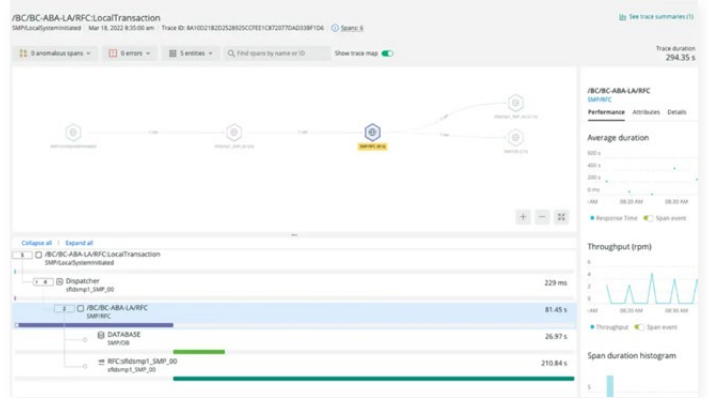 /BC/BC-ABA-LA/RFC:LocalTransaction
SMP/LocalSystemInitiated | Mar 18, 2022 8:35:00 am | Trace ID: Spans: 6
See trace summaries (1)
0 anomalous spans
0 errors
5 entities
Find spans by name or ID
Show trace map
Trace duration
294.35 s
SMP/RFC
Collapse all | Expand all
5 /BC/BC-ABA-LA/RFC:LocalTransaction
SMP/LocalSystemInitiated
Dispatcher
sfldsmp1_SMP_00
229 ms
2 /BC/BC-ABA-LA/RFC
SMP/RFC
81.45 s
DATABASE
SMP/DB
26.97 s
RFC:sfldsmp1_SMP_00
sfldsmp1_SMP_00
210.84 s
/BC/BC-ABA-LA/RFC
SMP/RFC
Performance Attributes Details
Average duration
600 s
400 s
200 s
0 ms
AM 08:20 AM 08:30 AM
Response Time Span event
Throughput (rpm)
6
4
2
0
AM 08:20 AM 08:30 AM
Throughput Span event
Span duration histogram
5